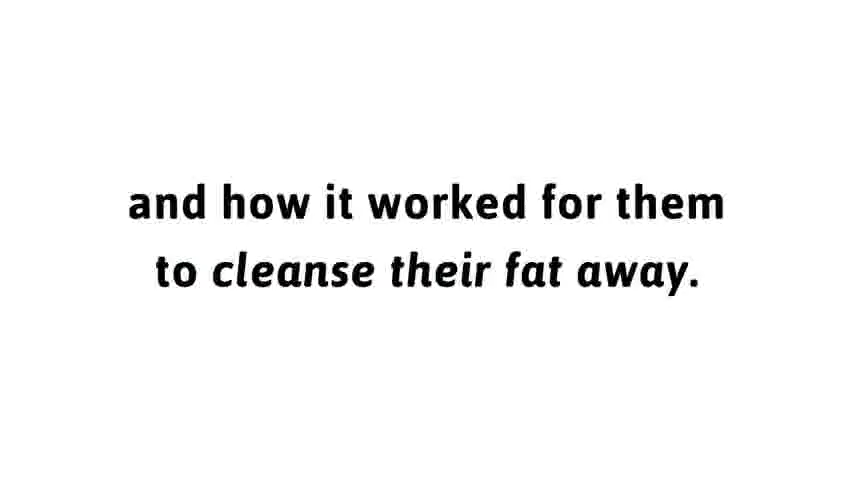 and how it worked for them
to cleanse their fat away.